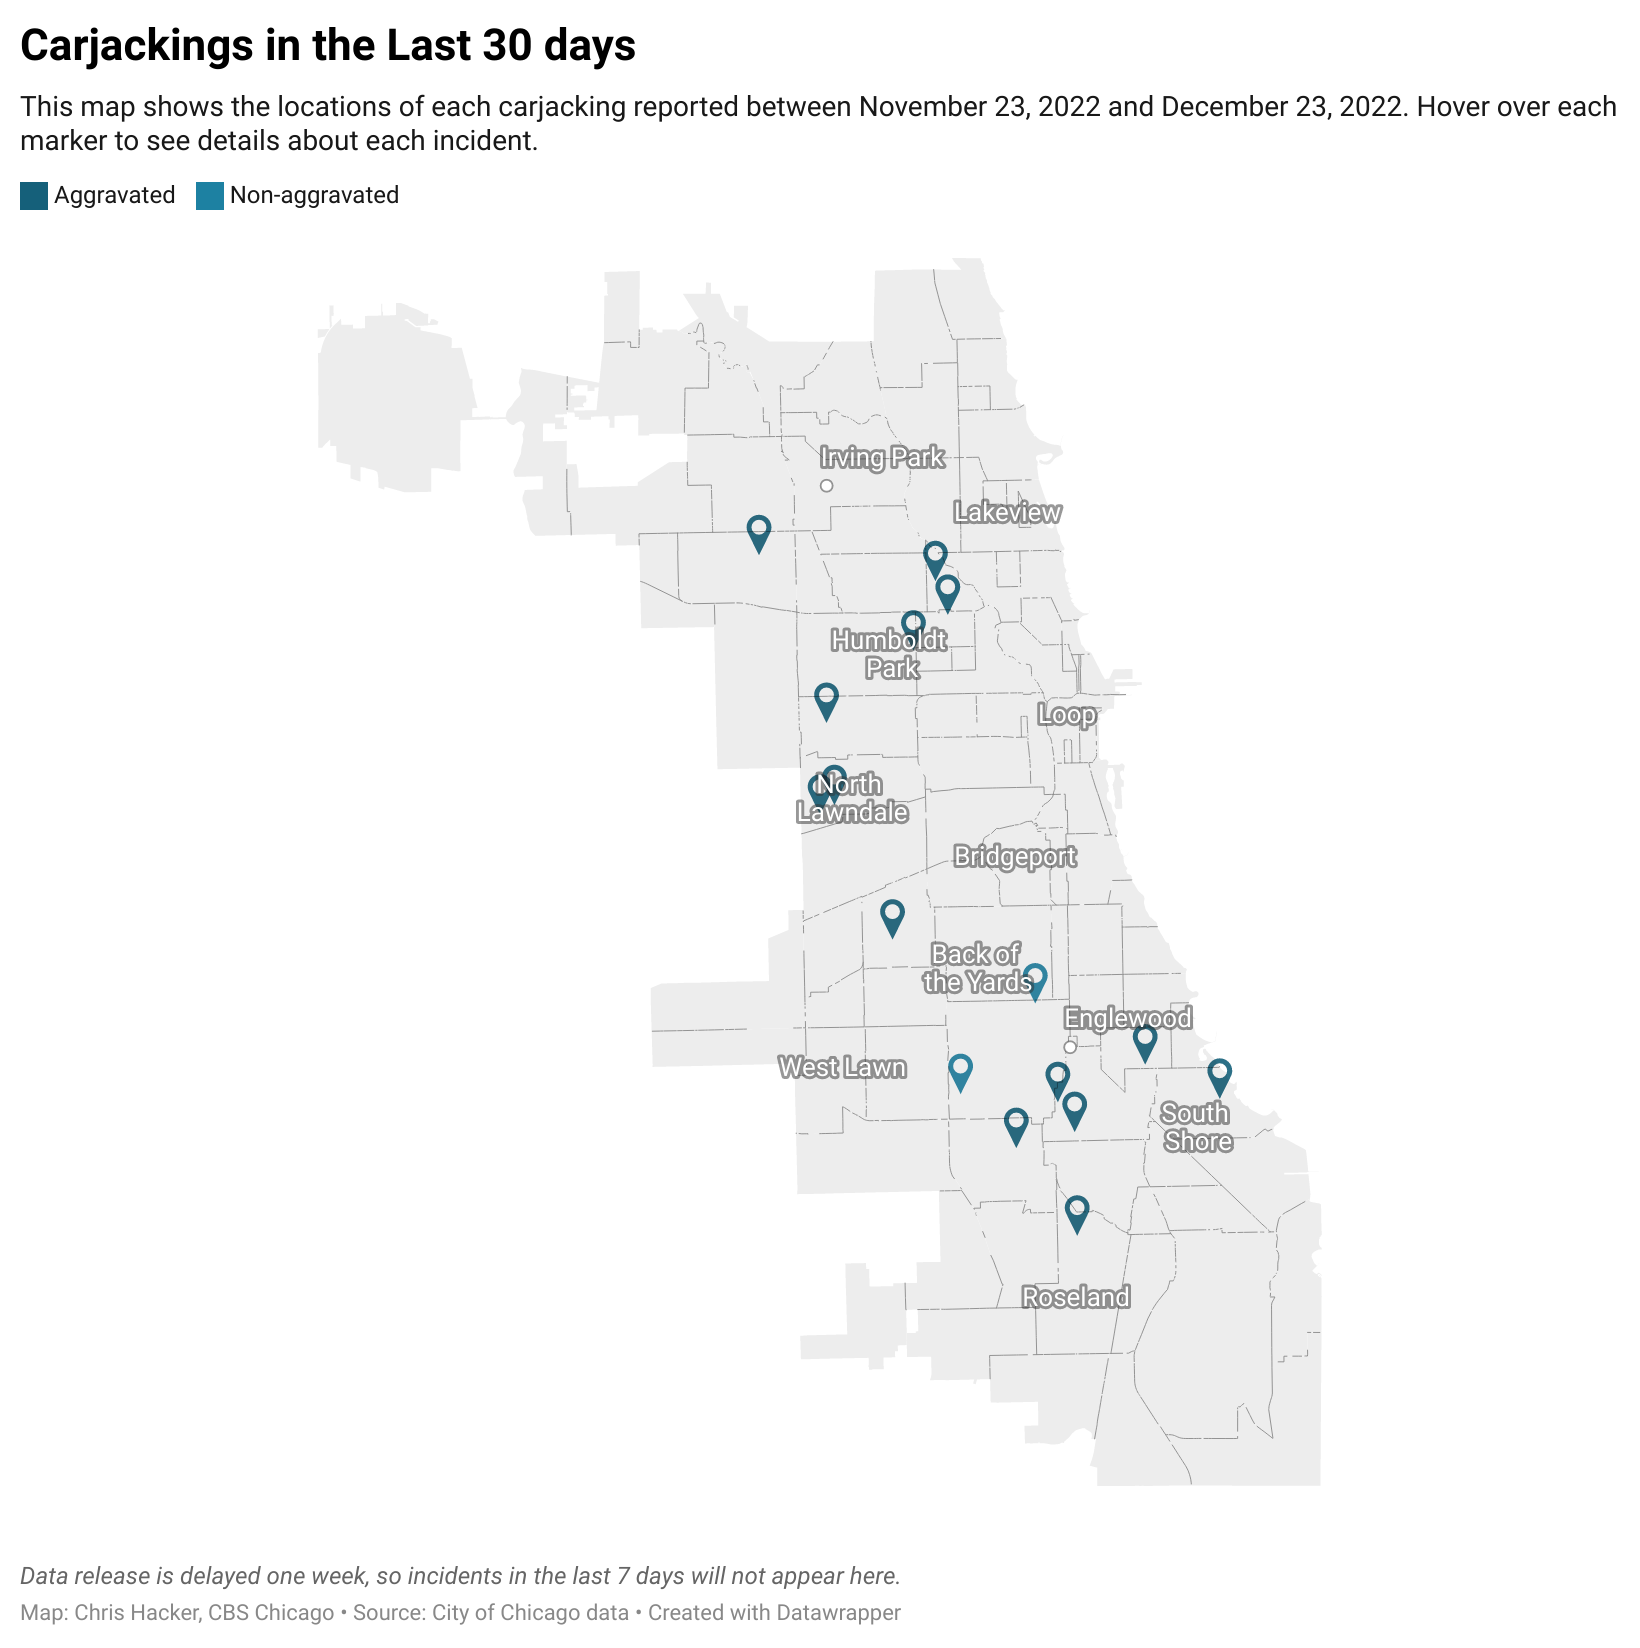 Carjackings in the Last 30 days
This map shows the locations of each carjacking reported between November 23, 2022 and December 23, 2022. Hover over each
marker to see details about each incident.
Aggravated Non-aggravated
Irving Park
Lakeview
Humboldt
Park
Loop
North
Lawndale
Bridgeport
Back of
the Yards
Englewood
West Lawn
South
Shore
Roseland
Data release is delayed one week, so incidents in the last 7 days will not appear here.
Map: Chris Hacker, CBS Chicago • Source: City of Chicago data • Created with Datawrapper